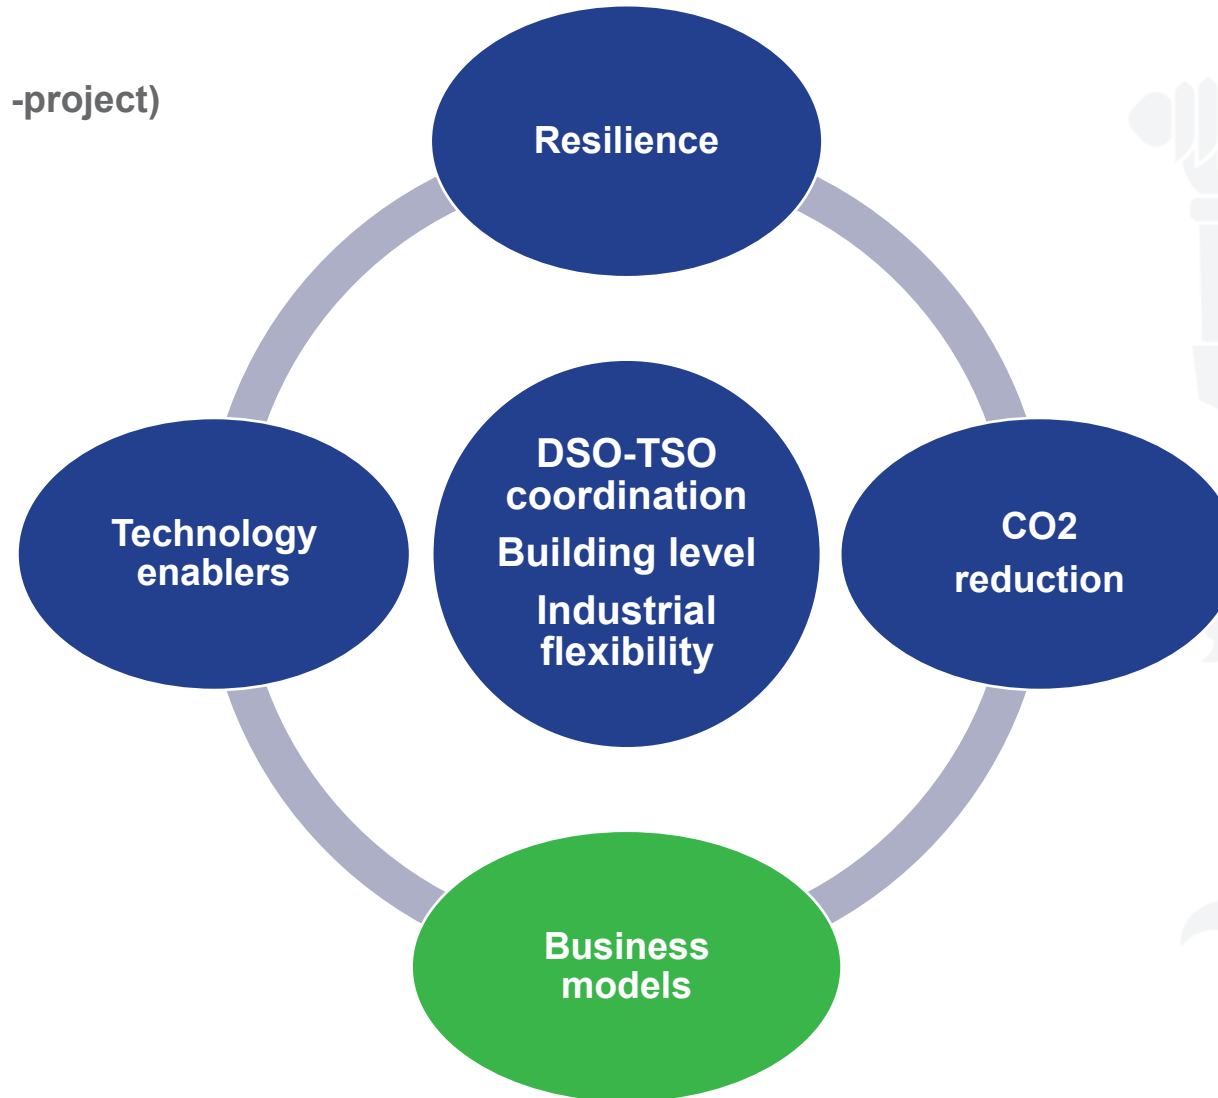 -project)
Resilience
DSO-TSO
coordination
Building level
Industrial
flexibility
Technology
enablers
CO2
reduction
Business
models